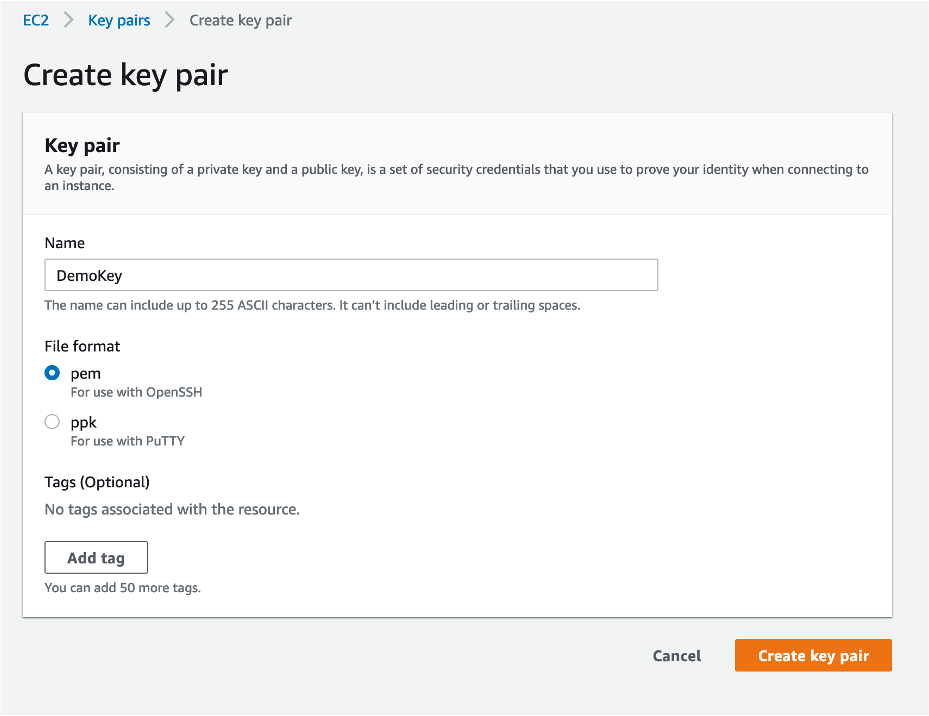 EC2 > Key pairs > Create key pair
Create key pair
Key pair
A key pair, consisting of a private key and a public key, is a set of security credentials that you use to prove your identity when connecting to
an instance.
Name
DemoKey
The name can include up to 255 ASCII characters. It can't include leading or trailing spaces.
File format
pem
For use with OpenSSH
ppk
For use with PuTTY
Tags (Optional)
No tags associated with the resource.
Add tag
You can add 50 more tags.
Cancel Create key pair